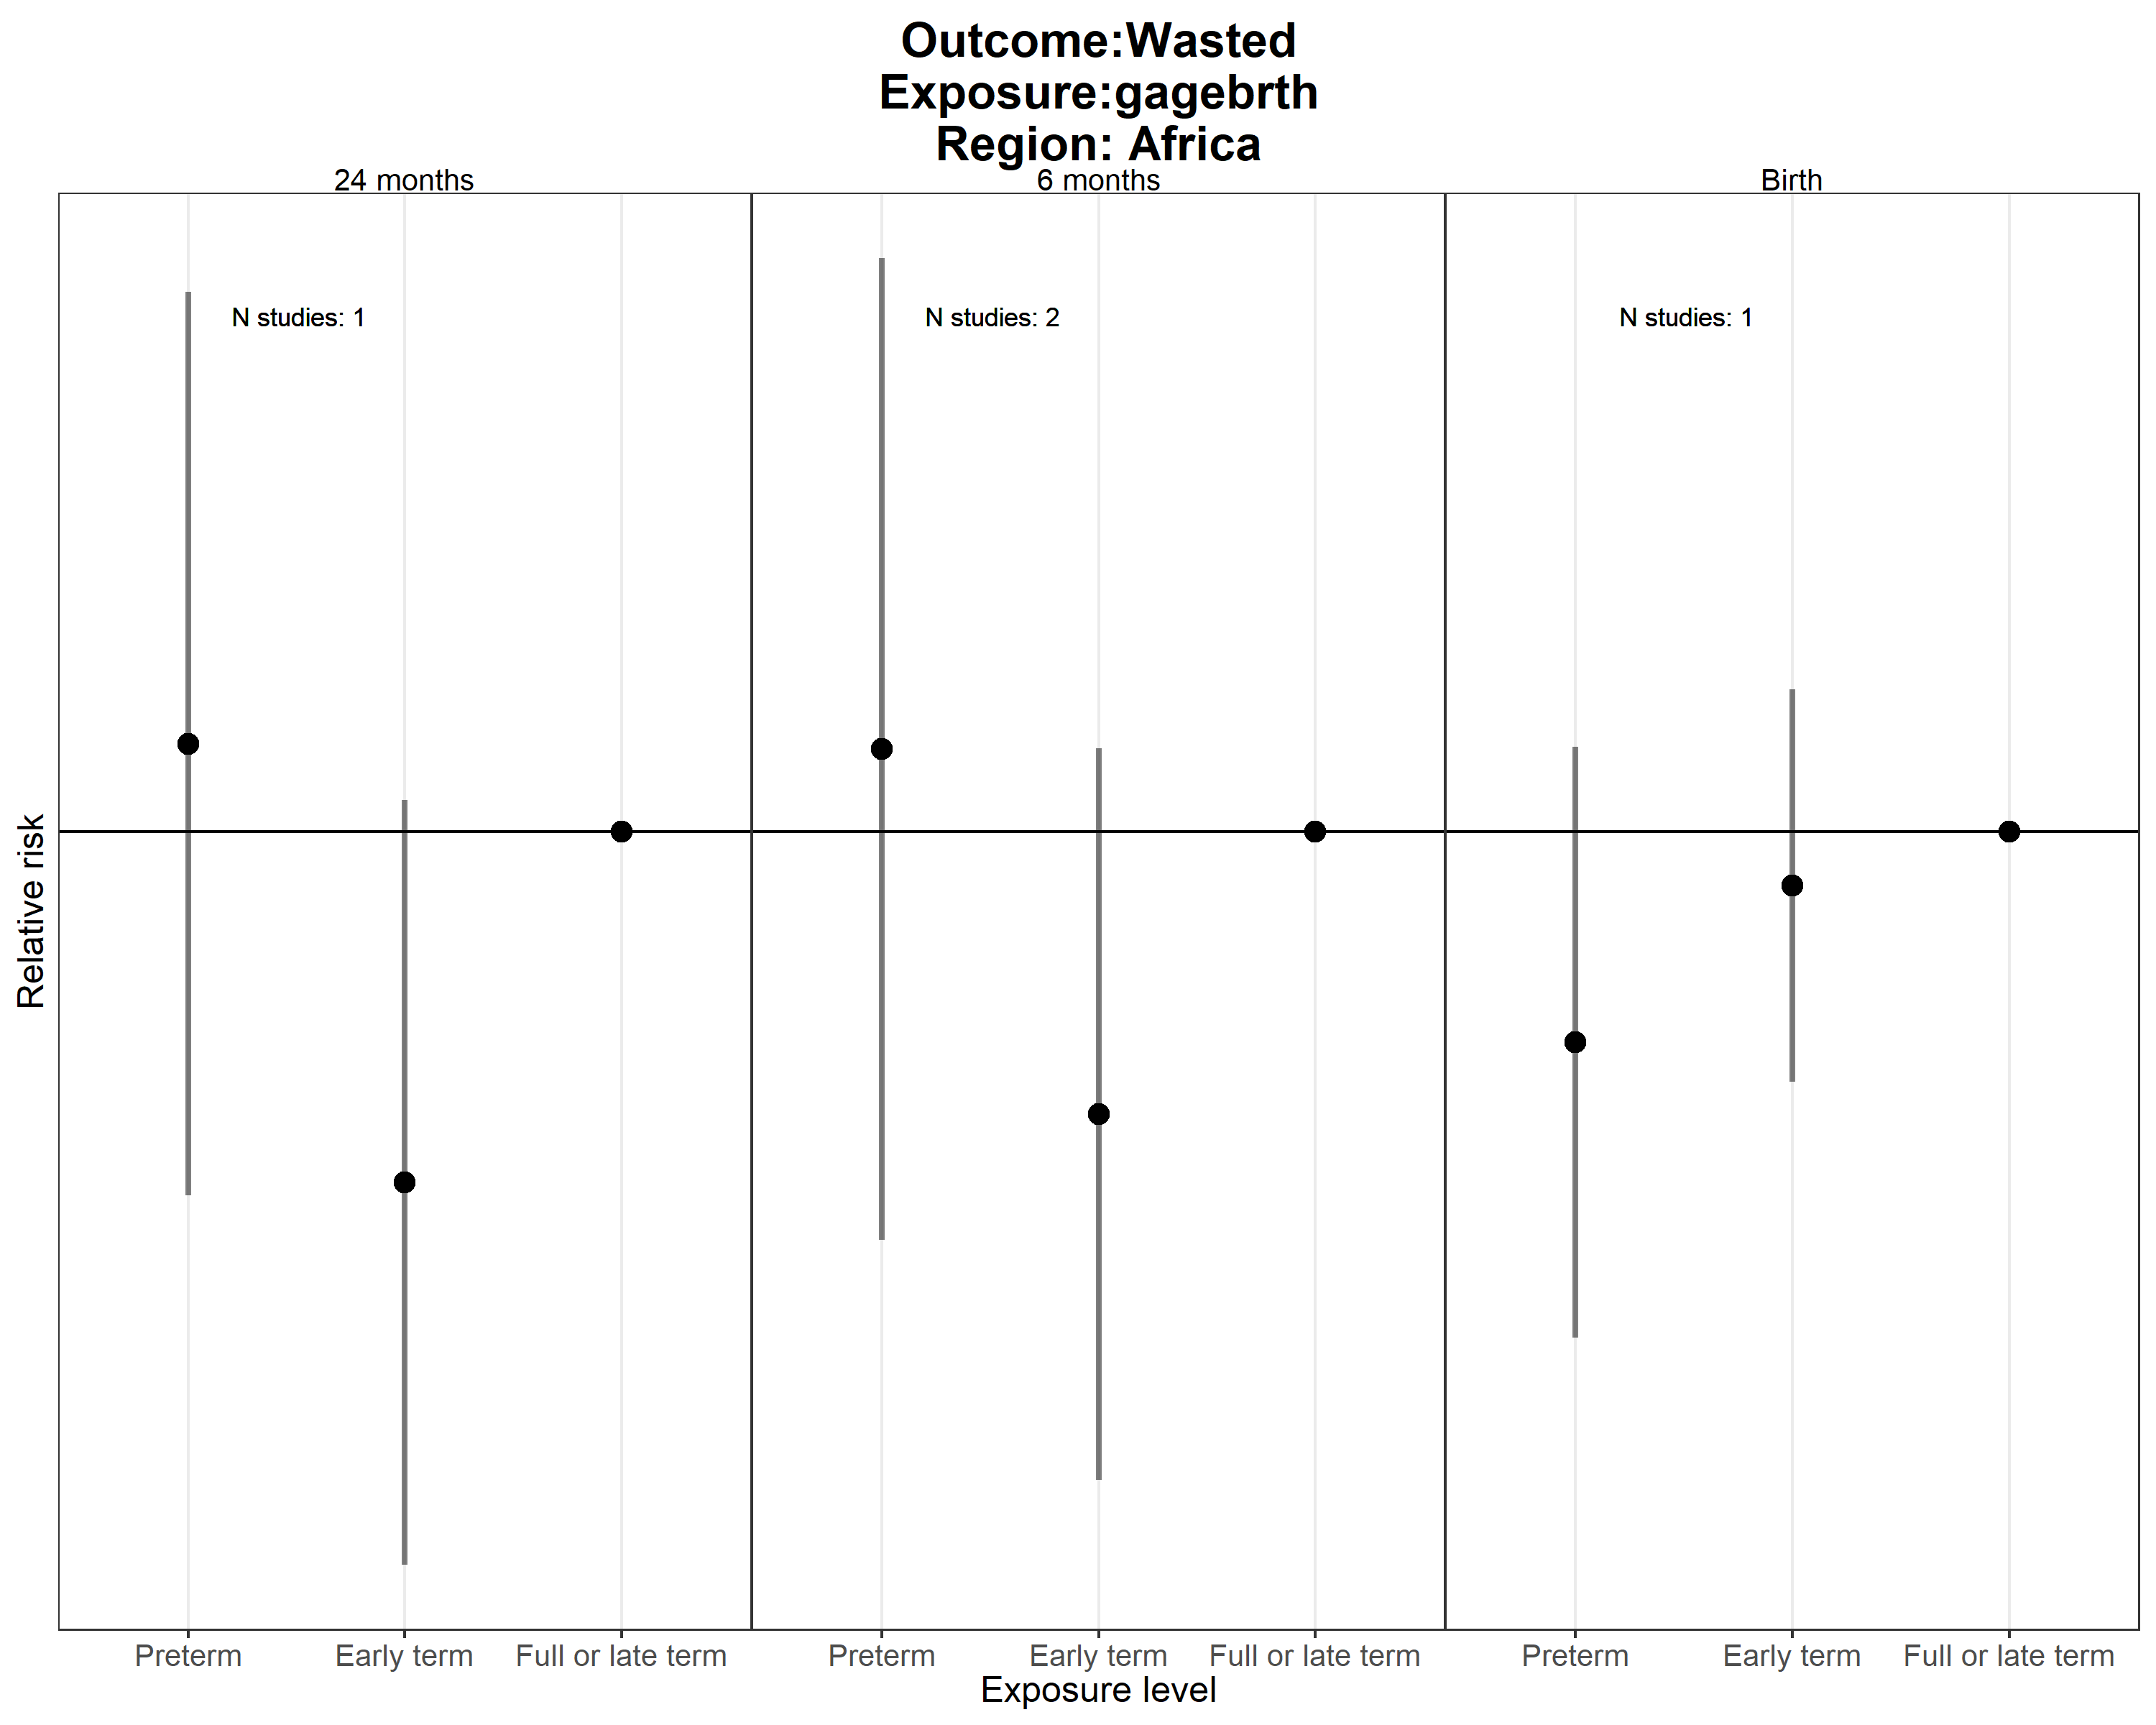 Outcome:Wasted
Exposure:gagebrth
Region: Africa
24 months
6 months
Birth
N studies: 1
N studies: 2
N studies: 1
Relative risk
Preterm
Early term
Full or late term
Preterm
Early term
Full or late term
Preterm
Early term
Full or late term
Exposure level